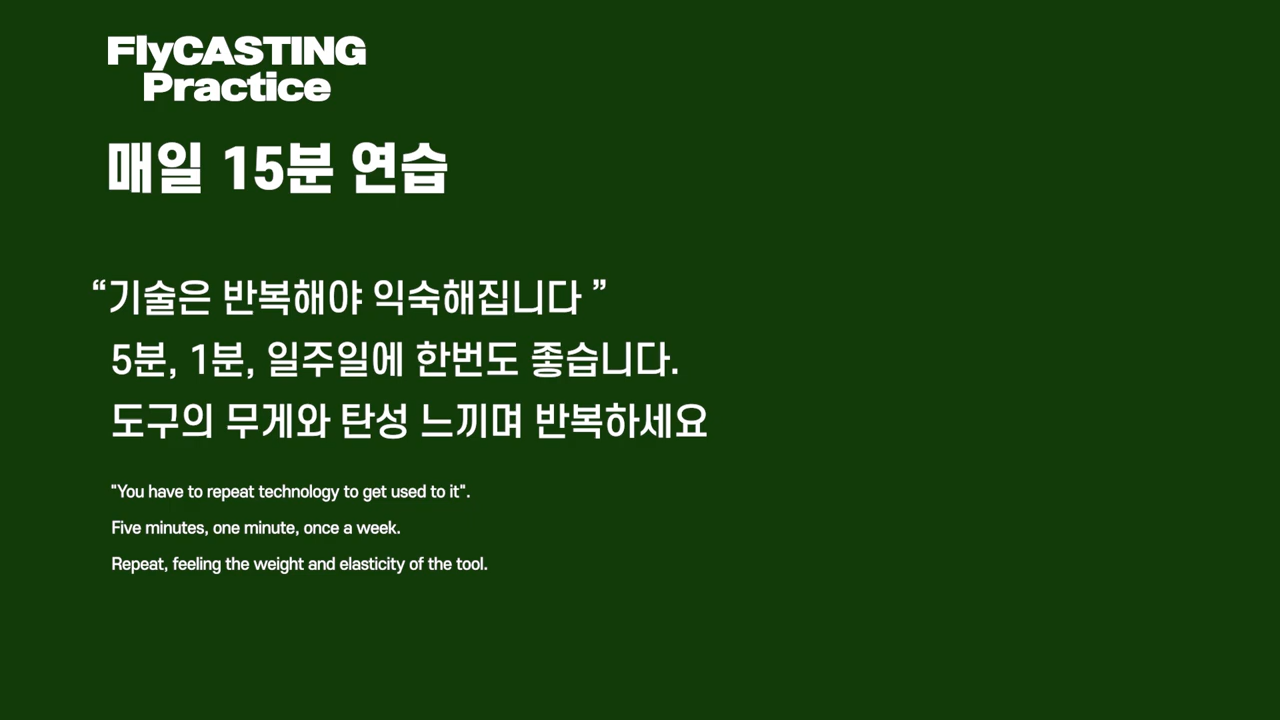 FlyCASTING
Practice
매일 15분 연습
“기술은 반복해야 익숙해집니다 ”
5분, 1분, 일주일에 한번도 좋습니다.
도구의 무게와 탄성 느끼며 반복하세요
"You have to repeat technology to get used to it".
Five minutes, one minute, once a week.
Repeat, feeling the weight and elasticity of the tool.